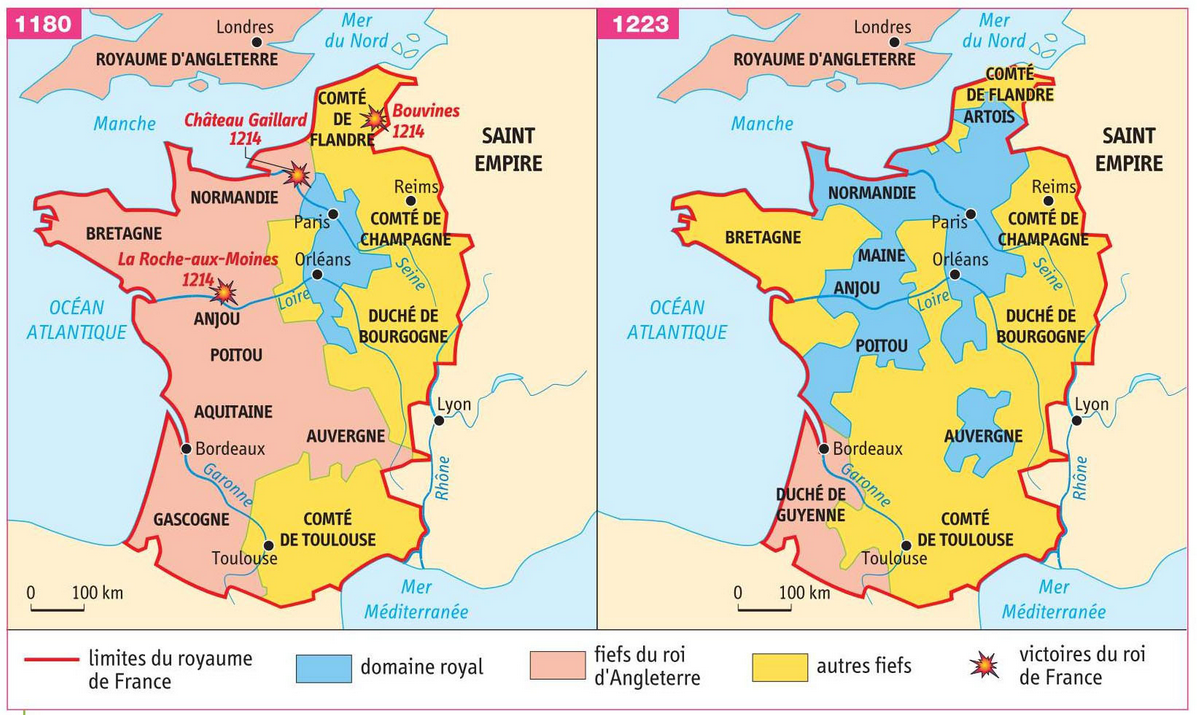 1180
Londres
ROYAUME D'ANGLETERRE
Mer
du Nord
Manche
Château Gaillard
1214
COMTÉ
DE
FLANDRE
Bouvines
1214
SAINT
EMPIRE
NORMANDIE
Reims
Paris
COMTÉ DE
CHAMPAGNE
BRETAGNE
La Roche-aux-Moines
1214
Orléans
Seine
Loire
OCÉAN
ATLANTIQUE
ANJOU
DUCHÉ DE
BOURGOGNE
POITOU
AQUITAINE
Lyon
AUVERGNE
Bordeaux
Garonne
Rhône
GASCOGNE
COMTÉ
DE TOULOUSE
Toulouse
0 100 km
Mer
Méditerranée
1223
Londres
ROYAUME D'ANGLETERRE
Mer
du Nord
COMTÉ
DE FLANDRE
ARTOIS
Manche
SAINT
EMPIRE
NORMANDIE
Reims
Paris
COMTÉ DE
CHAMPAGNE
BRETAGNE
MAINE
Orléans
Seine
ANJOU
Loire
OCÉAN
ATLANTIQUE
DUCHÉ DE
BOURGOGNE
POITOU
Lyon
AUVERGNE
Bordeaux
Garonne
Rhône
DUCHÉ DE
GUYENNE
COMTÉ
DE TOULOUSE
Toulouse
0 100 km
Mer
Méditerranée
limites du royaume
de France
domaine royal
fiefs du roi
d'Angleterre
autres fiefs
victoires du roi
de France